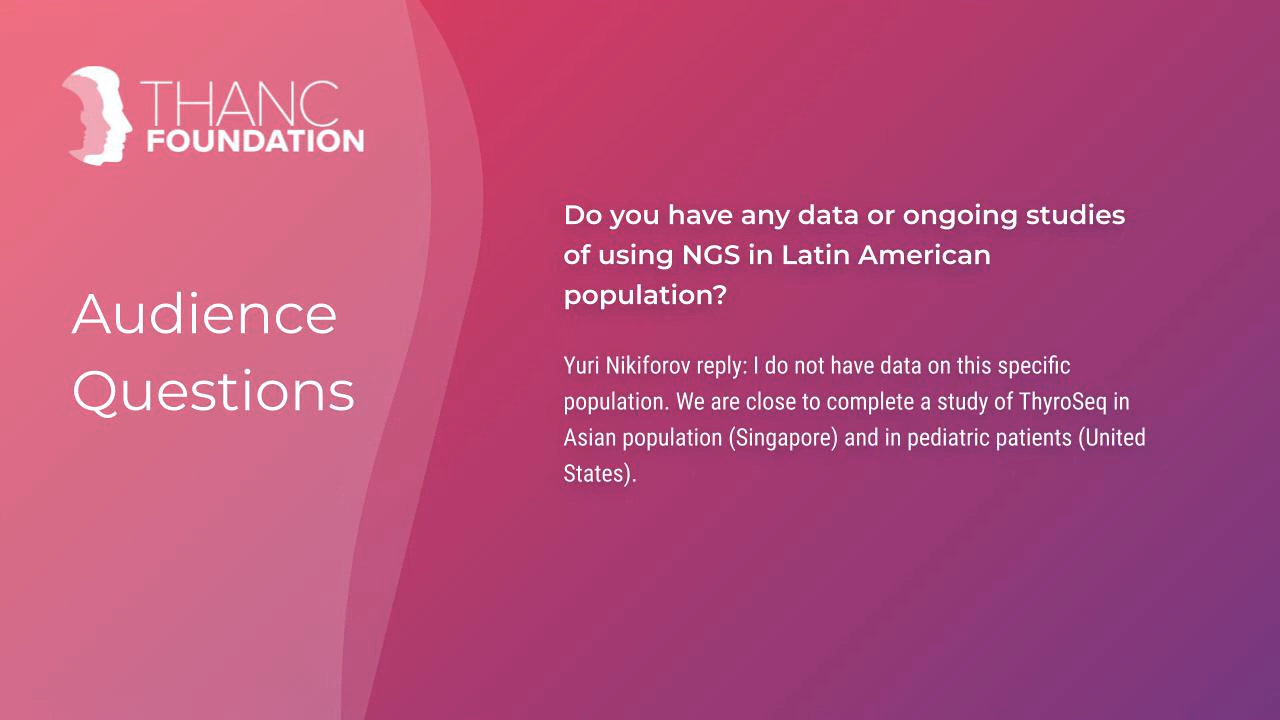 THANC
FOUNDATION
Audience
Questions
Do you have any data or ongoing studies
of using NGS in Latin American
population?
Yuri Nikiforov reply: I do not have data on this specific
population. We are close to complete a study of ThyroSeq in
Asian population (Singapore) and in pediatric patients (United
States).